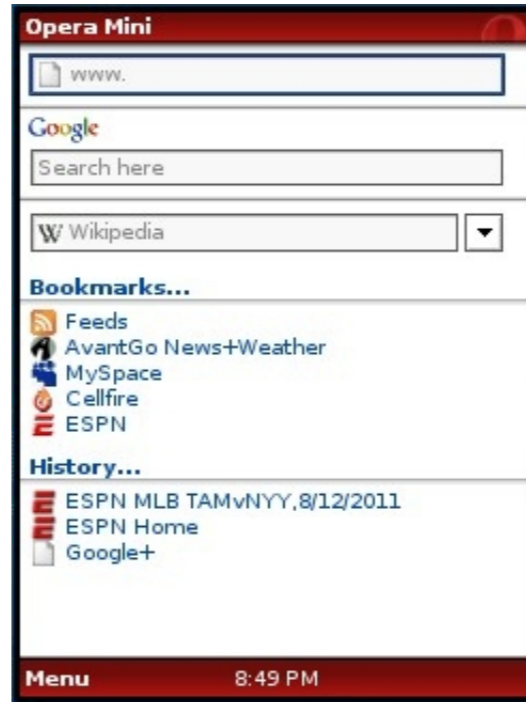 Opera Mini
www.
Google
Search here
W Wikipedia
Bookmarks...
Feeds
AvantGo News+Weather
MySpace
Cellfire
ESPN
History...
ESPN MLB TAMvNYY,8/12/2011
ESPN Home
Google+
Menu 8:49 PM